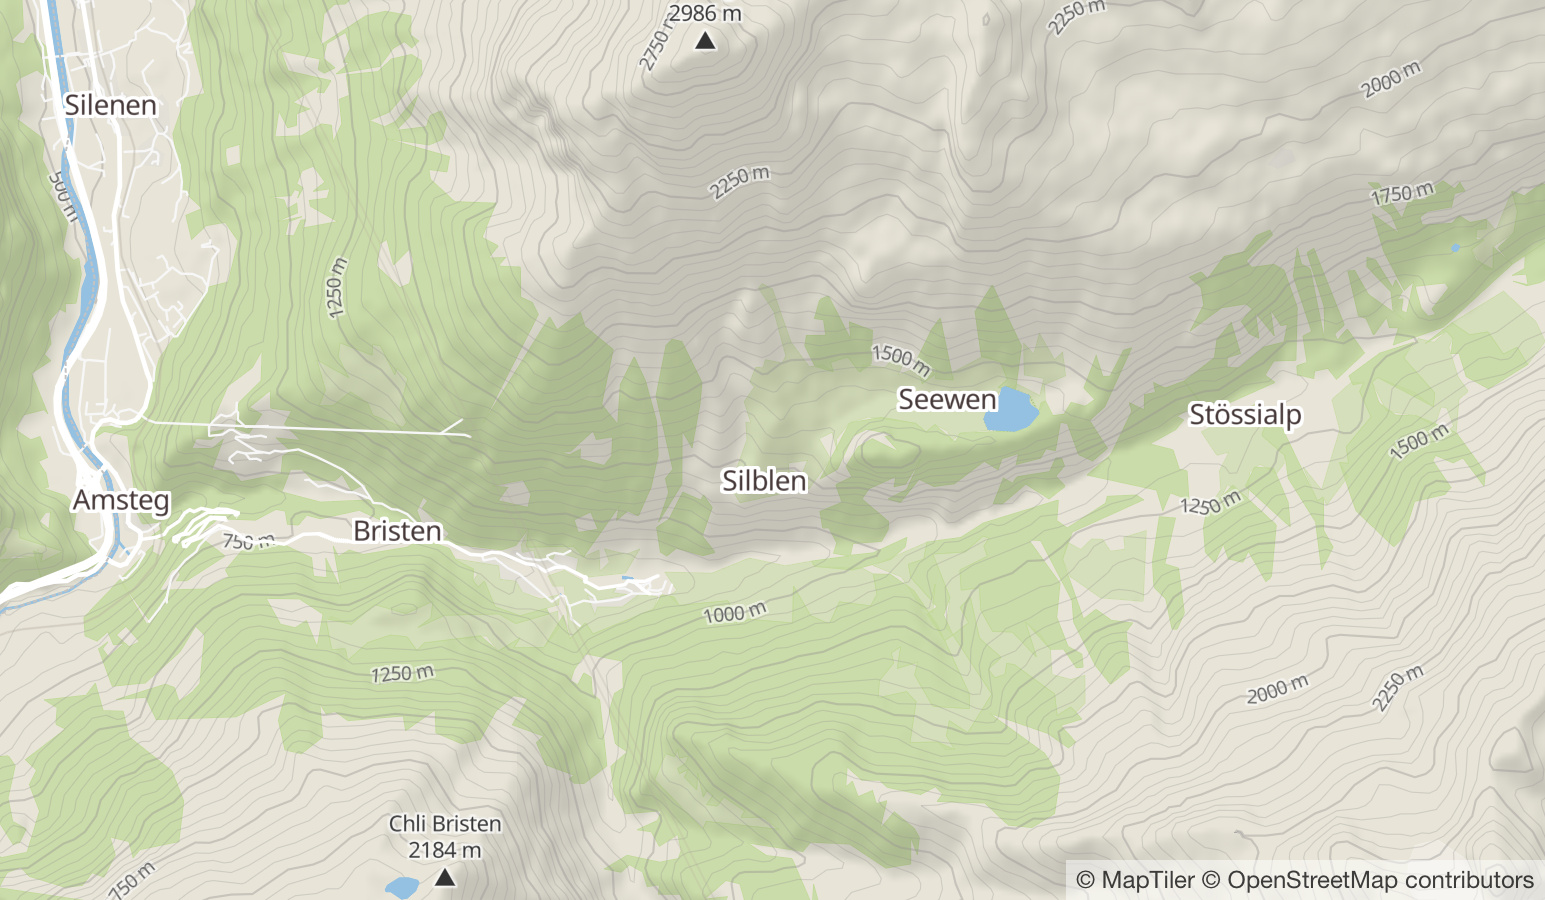 2986 m
2250 m
2750 m
2000 m
Silenen
500 m
2250 m
1750 m
1250 m
1500 m
Seewen
Stössialp
1500 m
Silblen
Amsteg
1250 m
Bristen
750 m
1000 m
1250 m
2000 m
2250 m
Chli Bristen
2184 m
750 m
© MapTiler © OpenStreetMap contributors